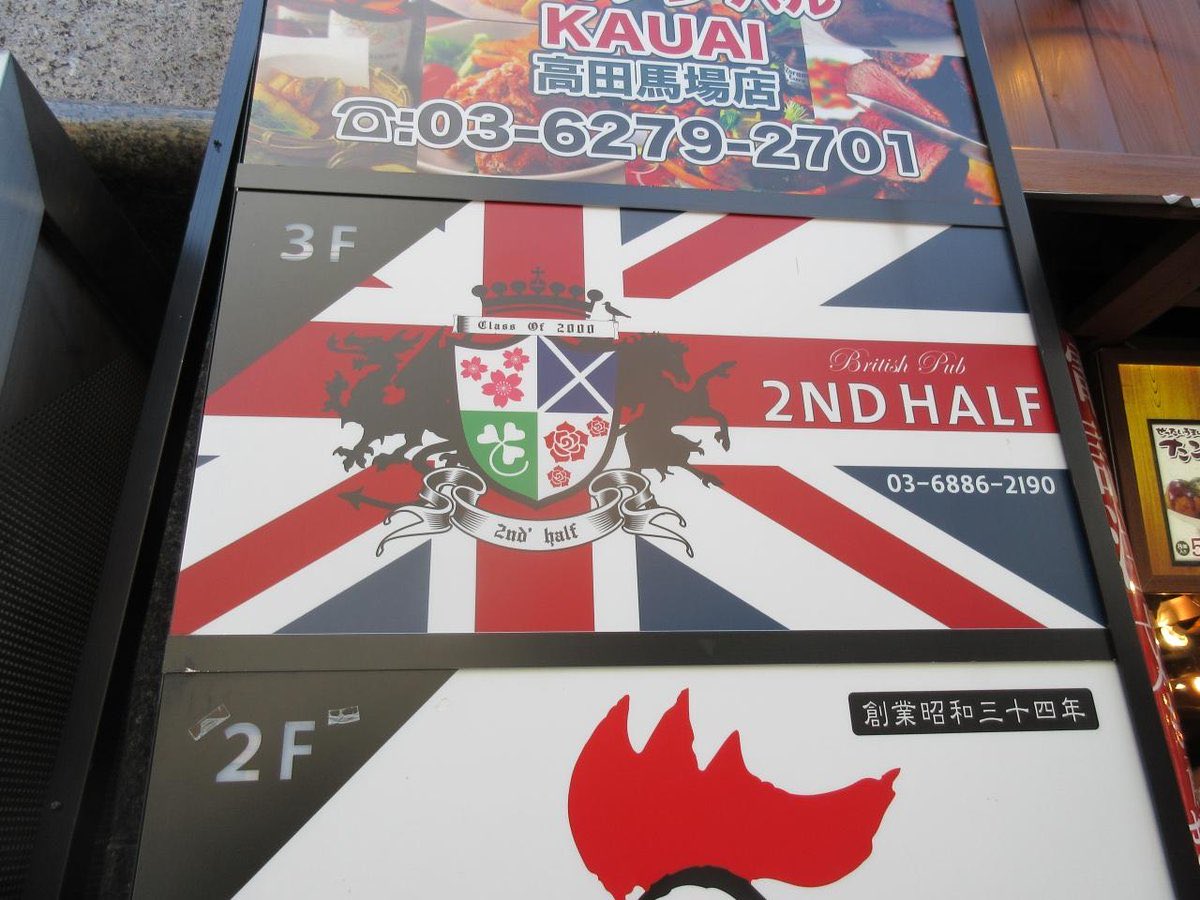 KAUAI
高田馬場店
☎:03-6279-2701
3F
Class Of 2000
British Pub
2ND HALF
03-6886-2190
2nd' half
2F
創業昭和三十四年